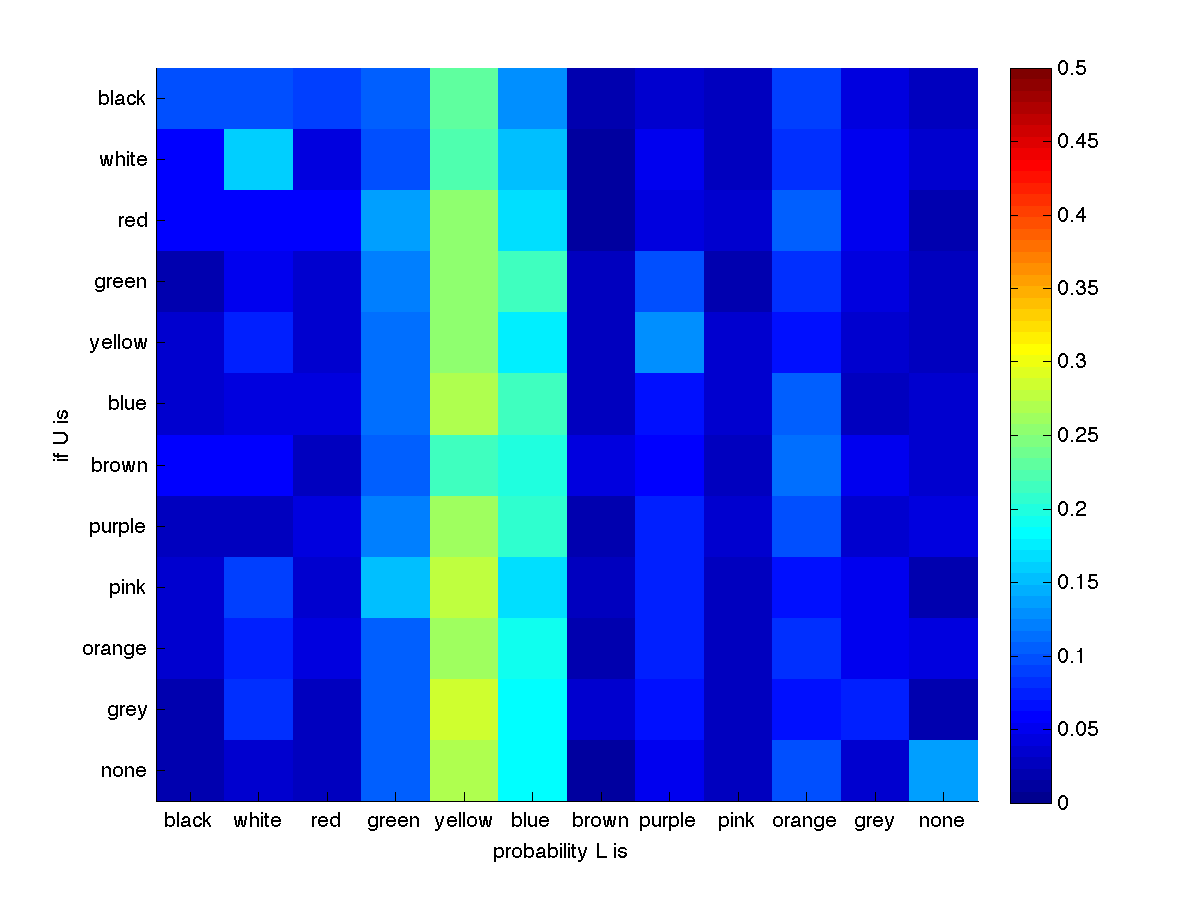 black
white
red
green
yellow
blue
brown
purple
pink
orange
grey
none
if U is
black white red green yellow blue brown purple pink orange grey none
probability L is
0.5
0.45
0.4
0.35
0.3
0.25
0.2
0.15
0.1
0.05
0